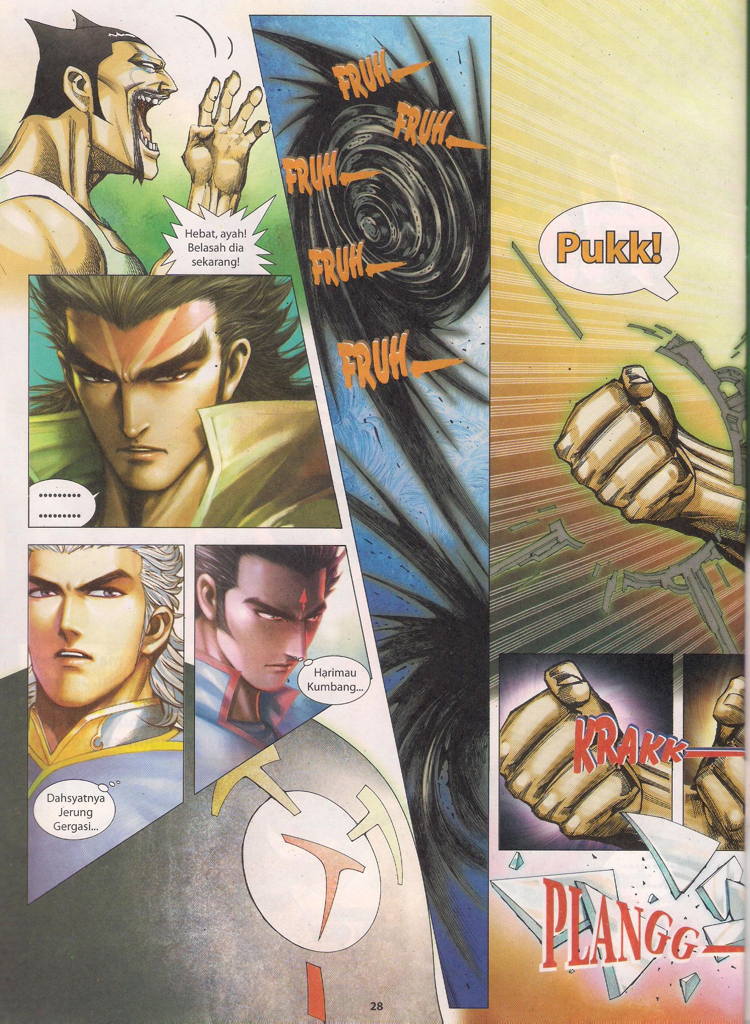 Hebat, ayah!
Belasah dia
sekarang!
FRUH
FRUH
FRUH
FRUH
FRUH
..........
..........
Dahsyatnya
Jerung
Gergasi...
Harimau
Kumbang...
Pukk!
KRAKK
PLANGG
28